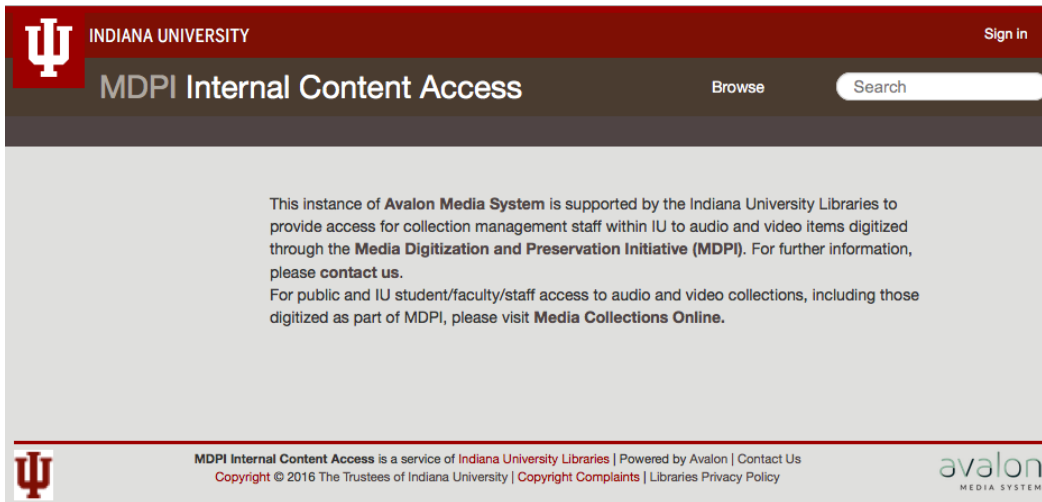 INDIANA UNIVERSITY
Sign in
MDPI Internal Content Access
Browse
Search
This instance of Avalon Media System is supported by the Indiana University Libraries to
provide access for collection management staff within IU to audio and video items digitized
through the Media Digitization and Preservation Initiative (MDPI). For further information,
please contact us.
For public and IU student/faculty/staff access to audio and video collections, including those
digitized as part of MDPI, please visit Media Collections Online.
MDPI Internal Content Access is a service of Indiana University Libraries | Powered by Avalon | Contact Us
Copyright © 2016 The Trustees of Indiana University | Copyright Complaints | Libraries Privacy Policy
avalon
MEDIA SYSTEM